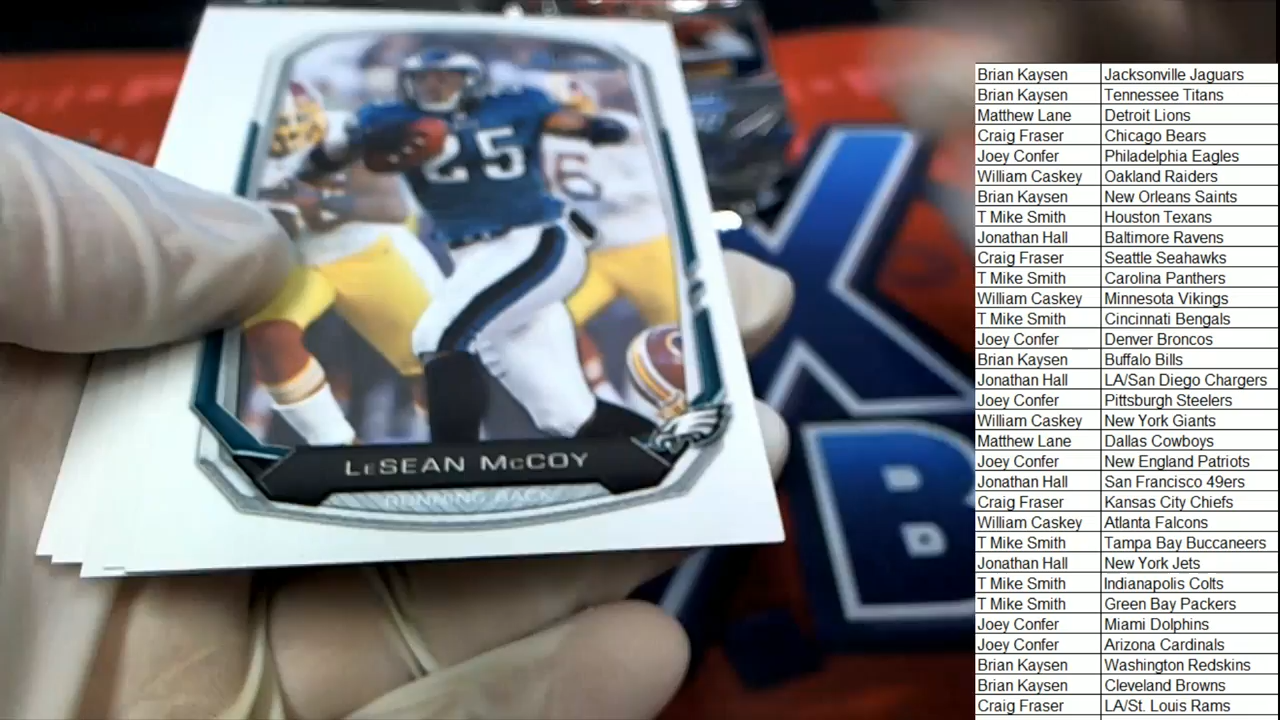 25
LeSEAN McCOY
RUNNING BACK
Brian Kaysen Jacksonville Jaguars
Brian Kaysen Tennessee Titans
Matthew Lane Detroit Lions
Craig Fraser Chicago Bears
Joey Confer Philadelphia Eagles
William Caskey Oakland Raiders
Brian Kaysen New Orleans Saints
T Mike Smith Houston Texans
Jonathan Hall Baltimore Ravens
Craig Fraser Seattle Seahawks
T Mike Smith Carolina Panthers
William Caskey Minnesota Vikings
T Mike Smith Cincinnati Bengals
Joey Confer Denver Broncos
Brian Kaysen Buffalo Bills
Jonathan Hall LA/San Diego Chargers
Joey Confer Pittsburgh Steelers
William Caskey New York Giants
Matthew Lane Dallas Cowboys
Joey Confer New England Patriots
Jonathan Hall San Francisco 49ers
Craig Fraser Kansas City Chiefs
William Caskey Atlanta Falcons
T Mike Smith Tampa Bay Buccaneers
Jonathan Hall New York Jets
T Mike Smith Indianapolis Colts
T Mike Smith Green Bay Packers
Joey Confer Miami Dolphins
Joey Confer Arizona Cardinals
Brian Kaysen Washington Redskins
Brian Kaysen Cleveland Browns
Craig Fraser LA/St. Louis Rams